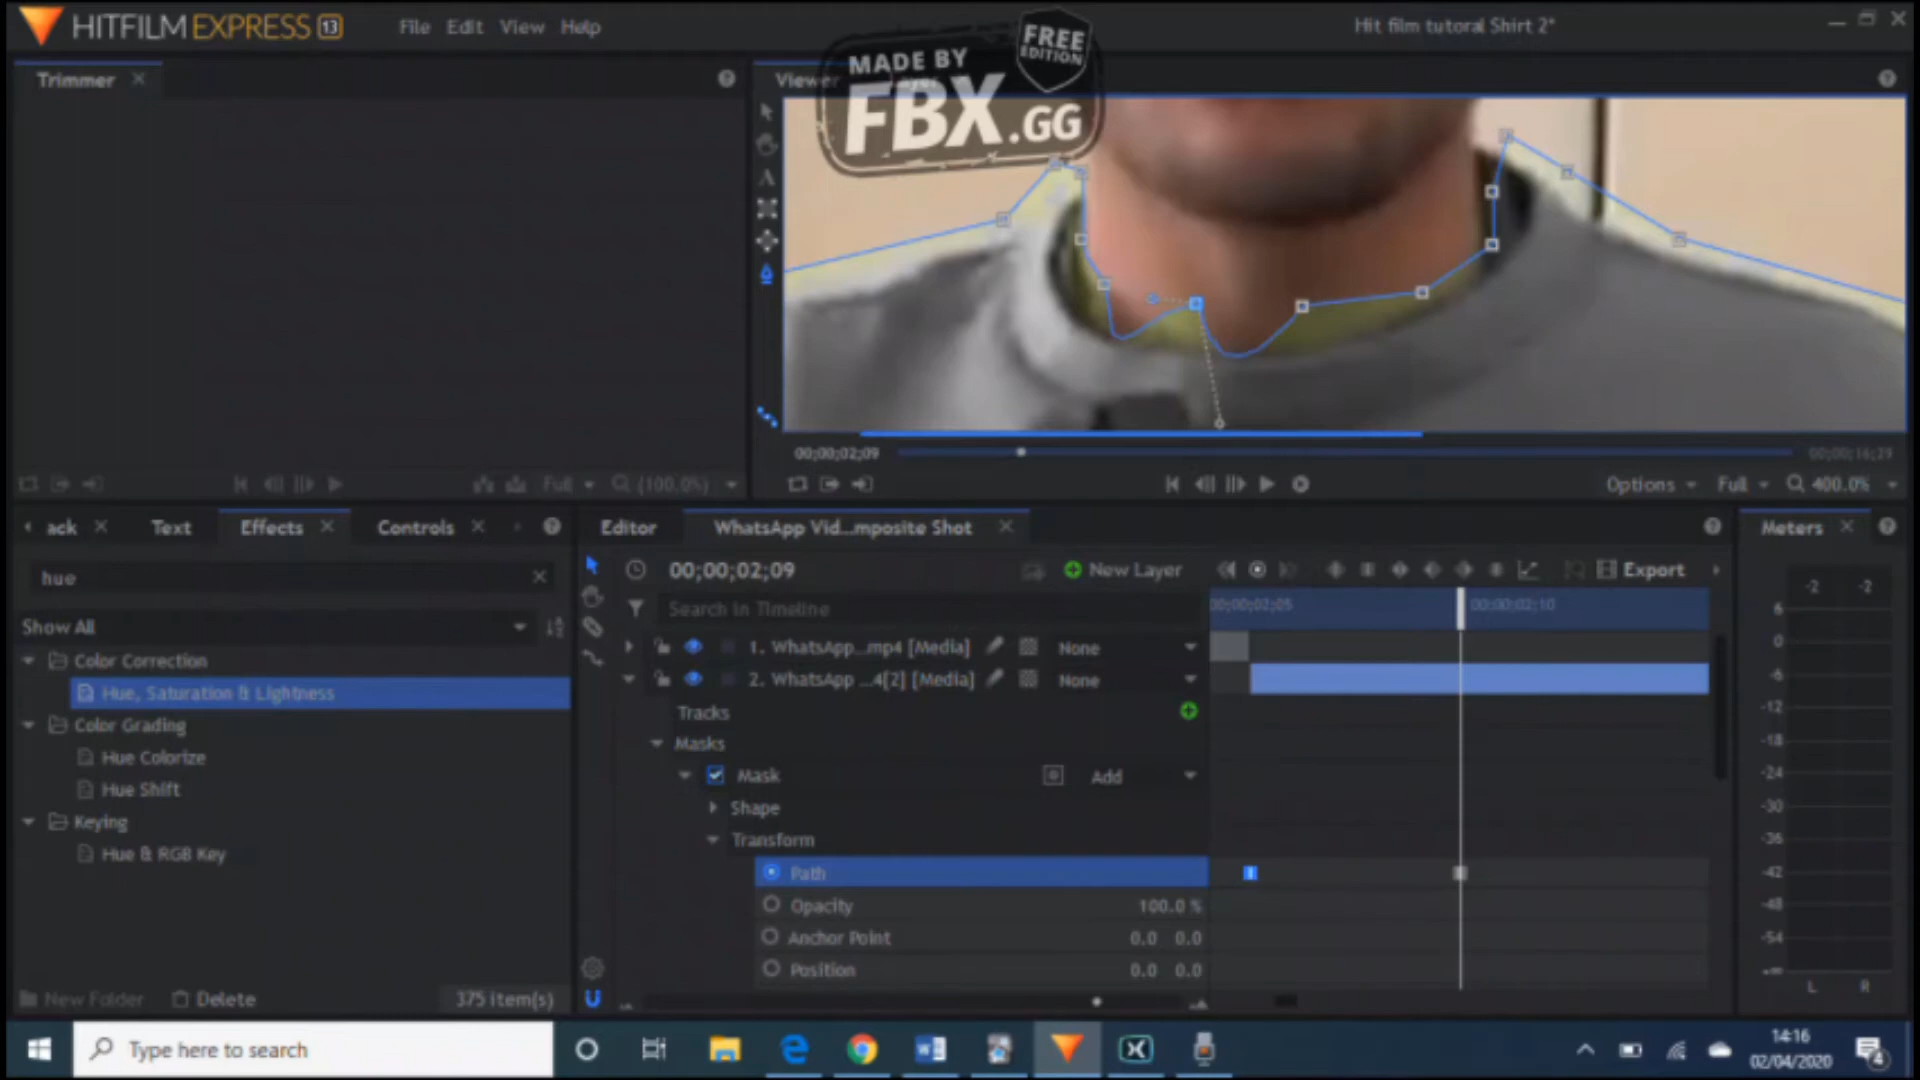 HITFILM EXPRESS 13
File Edit View Help
Hit film tutoral Shirt 2*
MADE BY
FBX.GG
FREE
EDITION
Trimmer
Viewer
Full
(100.0%)
00;00;02;09
00;00;16;29
Options
Full
400.0%
ack
Text
Effects
Controls
hue
Show All
Color Correction
Hue, Saturation & Lightness
Color Grading
Hue Colorize
Hue Shift
Keying
Hue & RGB Key
New Folder
Delete
375 item(s)
Editor
WhatsApp Vid...mposite Shot
00;00;02;09
New Layer
Export
Search in Timeline
00;00;02;05
00;00;02;10
1. WhatsApp...mp4 [Media]
None
2. WhatsApp ...4[2] [Media]
None
Tracks
Masks
Mask
Add
Shape
Transform
Path
Opacity
100.0 %
Anchor Point
0.0 0.0
Position
0.0 0.0
Meters
-2 -2
6
0
-6
-12
-18
-24
-30
-36
-42
-48
-54
-∞
L R
Type here to search
14:16
02/04/2020
4